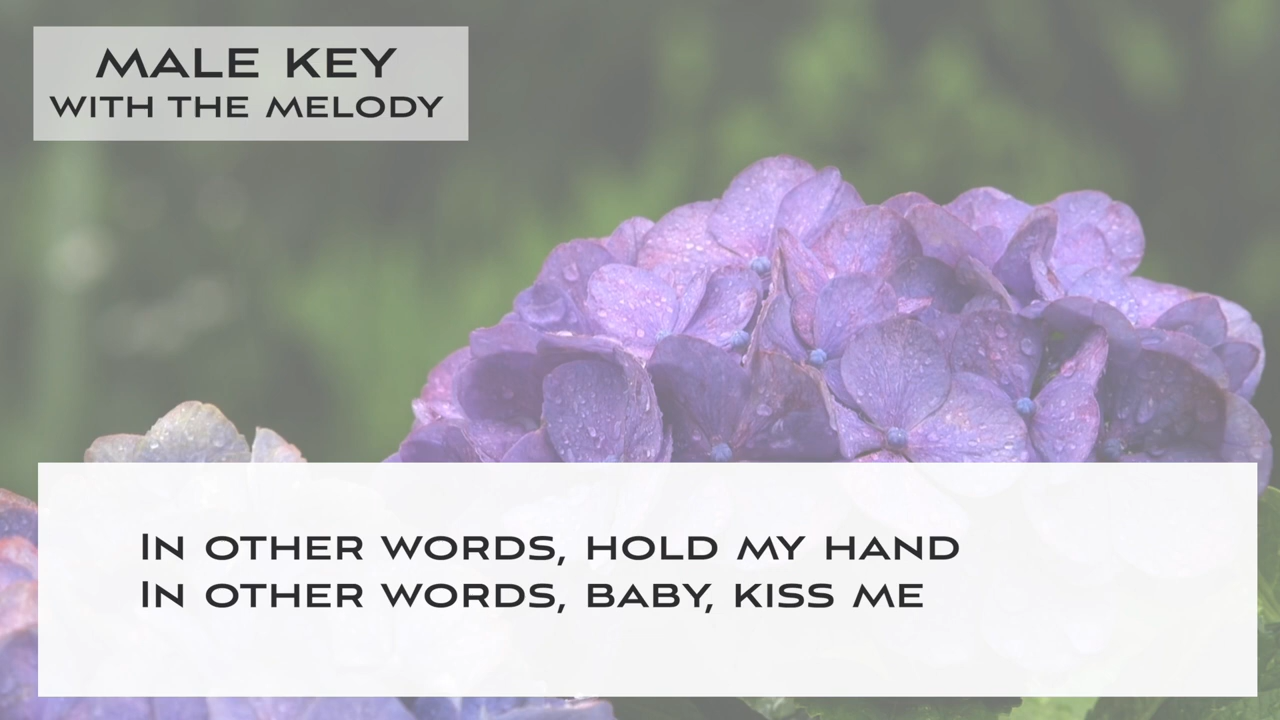 MALE KEY
WITH THE MELODY
IN OTHER WORDS, HOLD MY HAND
IN OTHER WORDS, BABY, KISS ME